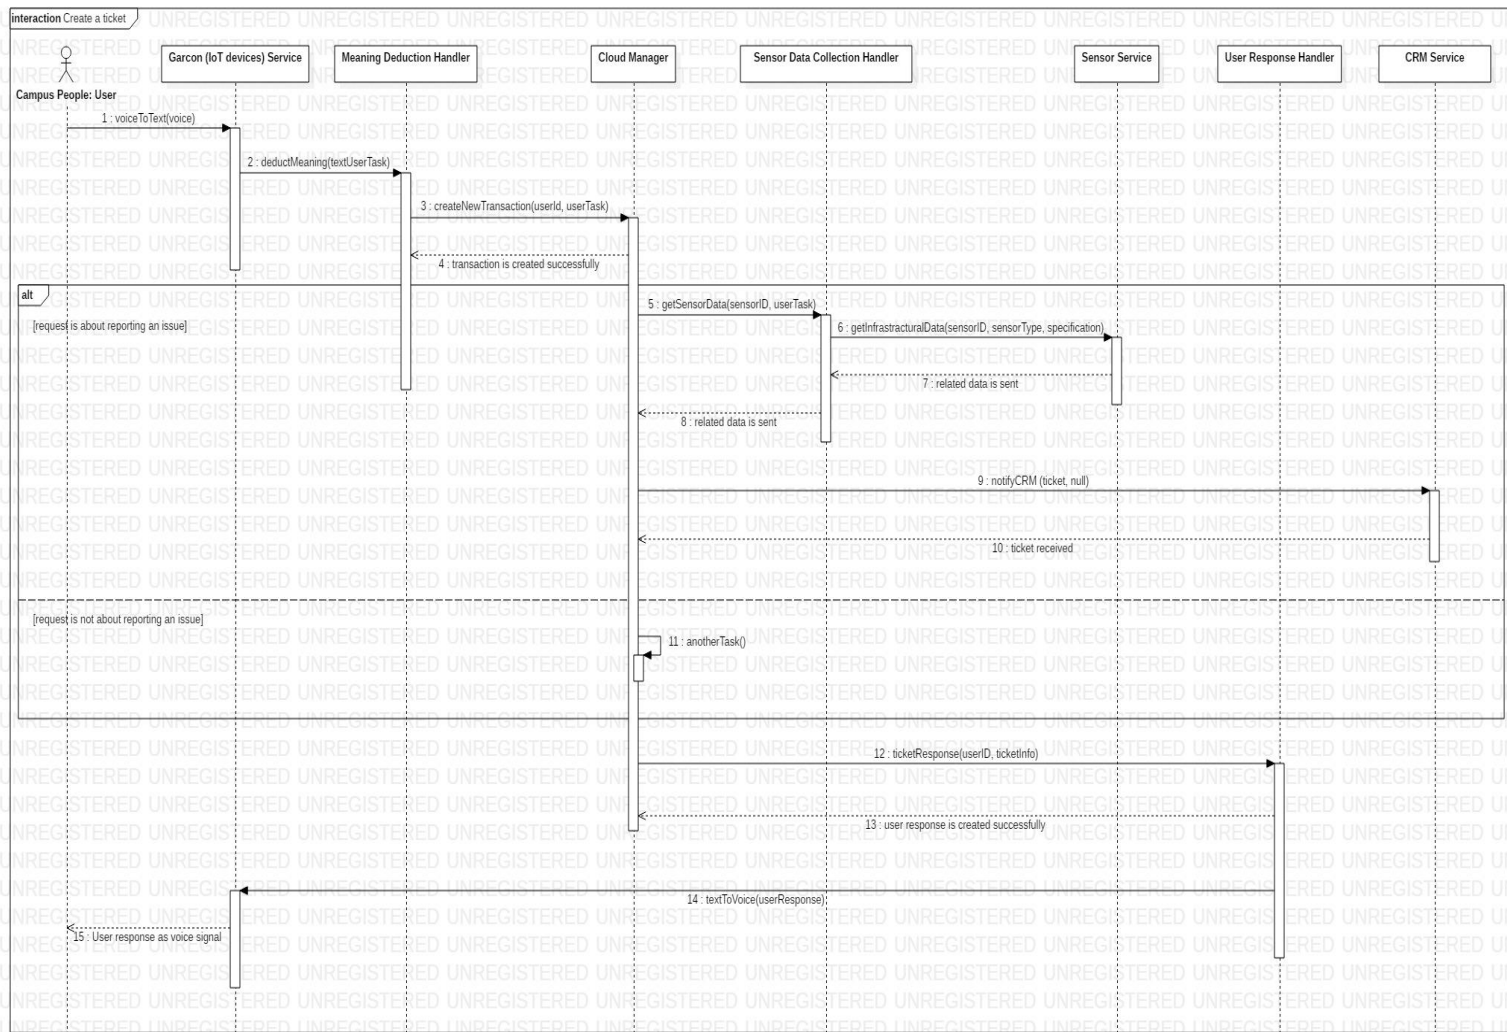 interaction Create a ticket
Garcon (IoT devices) Service
Meaning Deduction Handler
Cloud Manager
Sensor Data Collection Handler
Sensor Service
User Response Handler
CRM Service
Campus People: User
1 : voiceToText(voice)
2 : deductMeaning(textUserTask)
3 : createNewTransaction(userId, userTask)
4 : transaction is created successfully
alt
[request is about reporting an issue]
5 : getSensorData(sensorID, userTask)
6 : getInfrastracturalData(sensorID, sensorType, specification)
7 : related data is sent
8 : related data is sent
9 : notifyCRM (ticket, null)
10 : ticket received
[request is not about reporting an issue]
11 : anotherTask()
12 : ticketResponse(userID, ticketInfo)
13 : user response is created successfully
14 : textToVoice(userResponse)
15 : User response as voice signal
UNREGISTERED